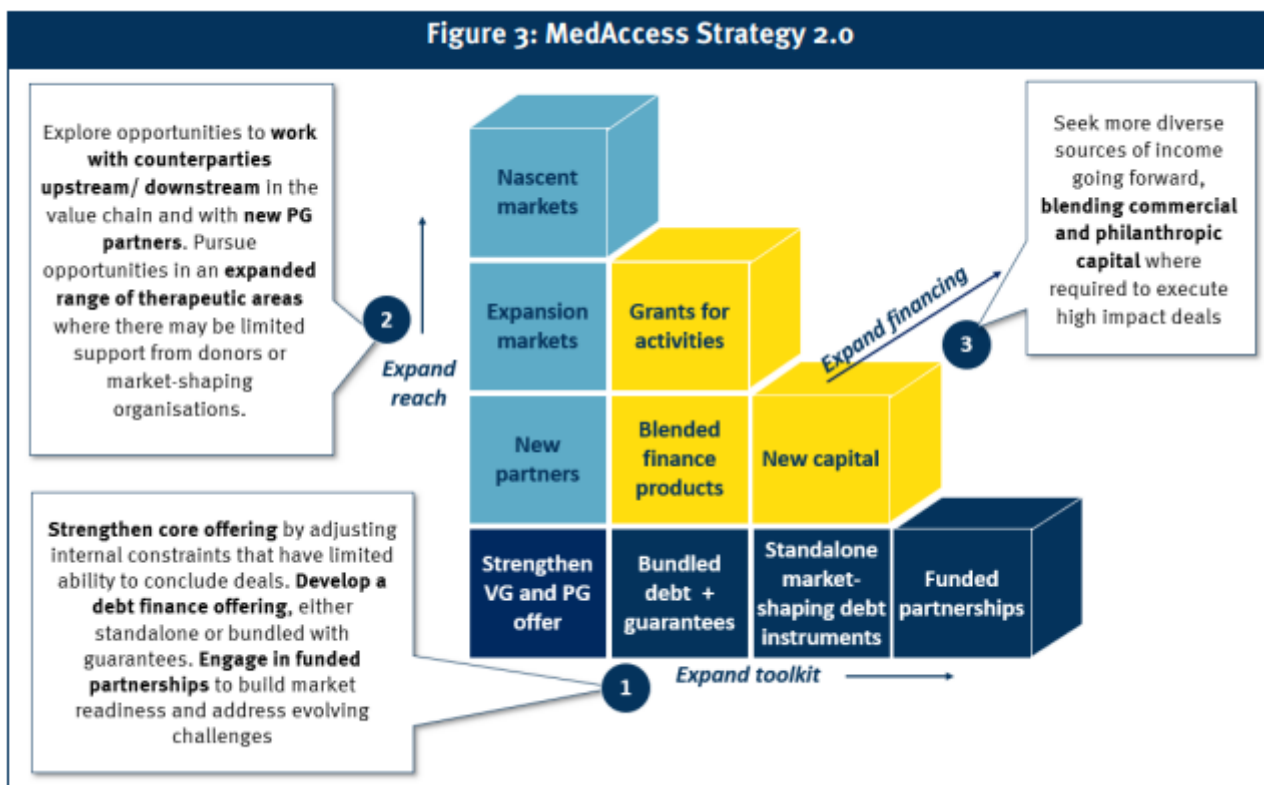 Figure 3: MedAccess Strategy 2.0
Explore opportunities to work
with counterparties
upstream/ downstream in the
value chain and with new PG
partners. Pursue
opportunities in an expanded
range of therapeutic areas
where there may be limited
support from donors or
market-shaping
organisations.
2
Expand
reach
Nascent
markets
Expansion
markets
Grants for
activities
New
partners
Blended
finance
products
New capital
Strengthen
VG and PG
offer
Bundled
debt +
guarantees
Standalone
market-
shaping debt
instruments
Funded
partnerships
Expand financing
3
Seek more diverse
sources of income
going forward,
blending commercial
and philanthropic
capital where
required to execute
high impact deals
Strengthen core offering by adjusting
internal constraints that have limited
ability to conclude deals. Develop a
debt finance offering, either
standalone or bundled with
guarantees. Engage in funded
partnerships to build market
readiness and address evolving
challenges
1
Expand toolkit